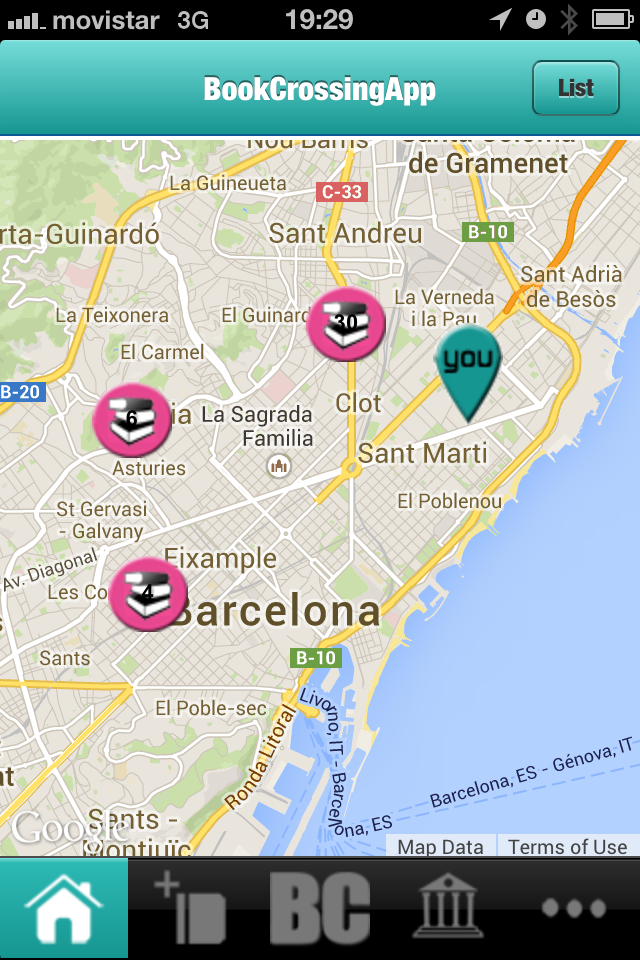 movistar 3G 19:29
BookCrossingApp
List
Nou Barris
Santa Coloma
de Gramenet
La Guineueta
C-33
rta-Guinardó
Sant Andreu
B-10
Sant Adrià
de Besòs
La Verneda
i la Pau
La Teixonera
El Guinard
30
you
El Carmel
B-20
6
ia
La Sagrada
Familia
Clot
Asturies
Sant Marti
El Poblenou
St Gervasi
- Galvany
Eixample
Av. Diagonal
Les Co
4
Barcelona
Sants
B-10
El Poble-sec
Livorno, IT - Barcelona, ES
Ronda Litoral
Barcelona, ES - Génova, IT
nt
Sants -
Montjuïc
Google
Map Data
Terms of Use
BC